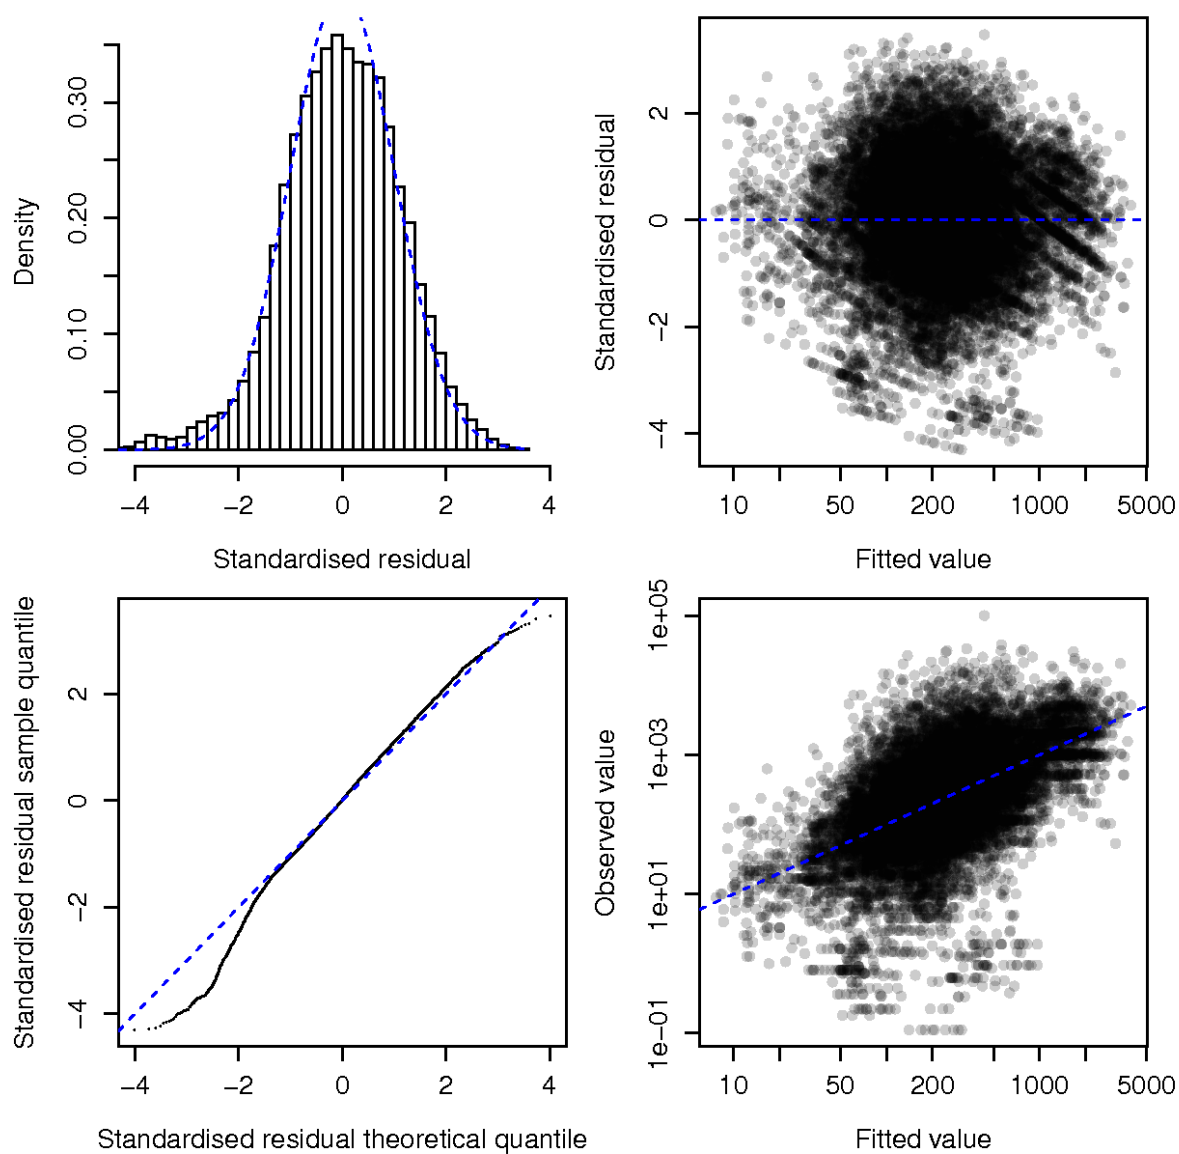 Density
0.00
0.10
0.20
0.30
−4
−2
0
2
4
Standardised residual
Standardised residual
−4
−2
0
2
10
50
200
1000
5000
Fitted value
Standardised residual sample quantile
−4
−2
0
2
−4
−2
0
2
4
Standardised residual theoretical quantile
Observed value
1e−01
1e+01
1e+03
1e+05
10
50
200
1000
5000
Fitted value